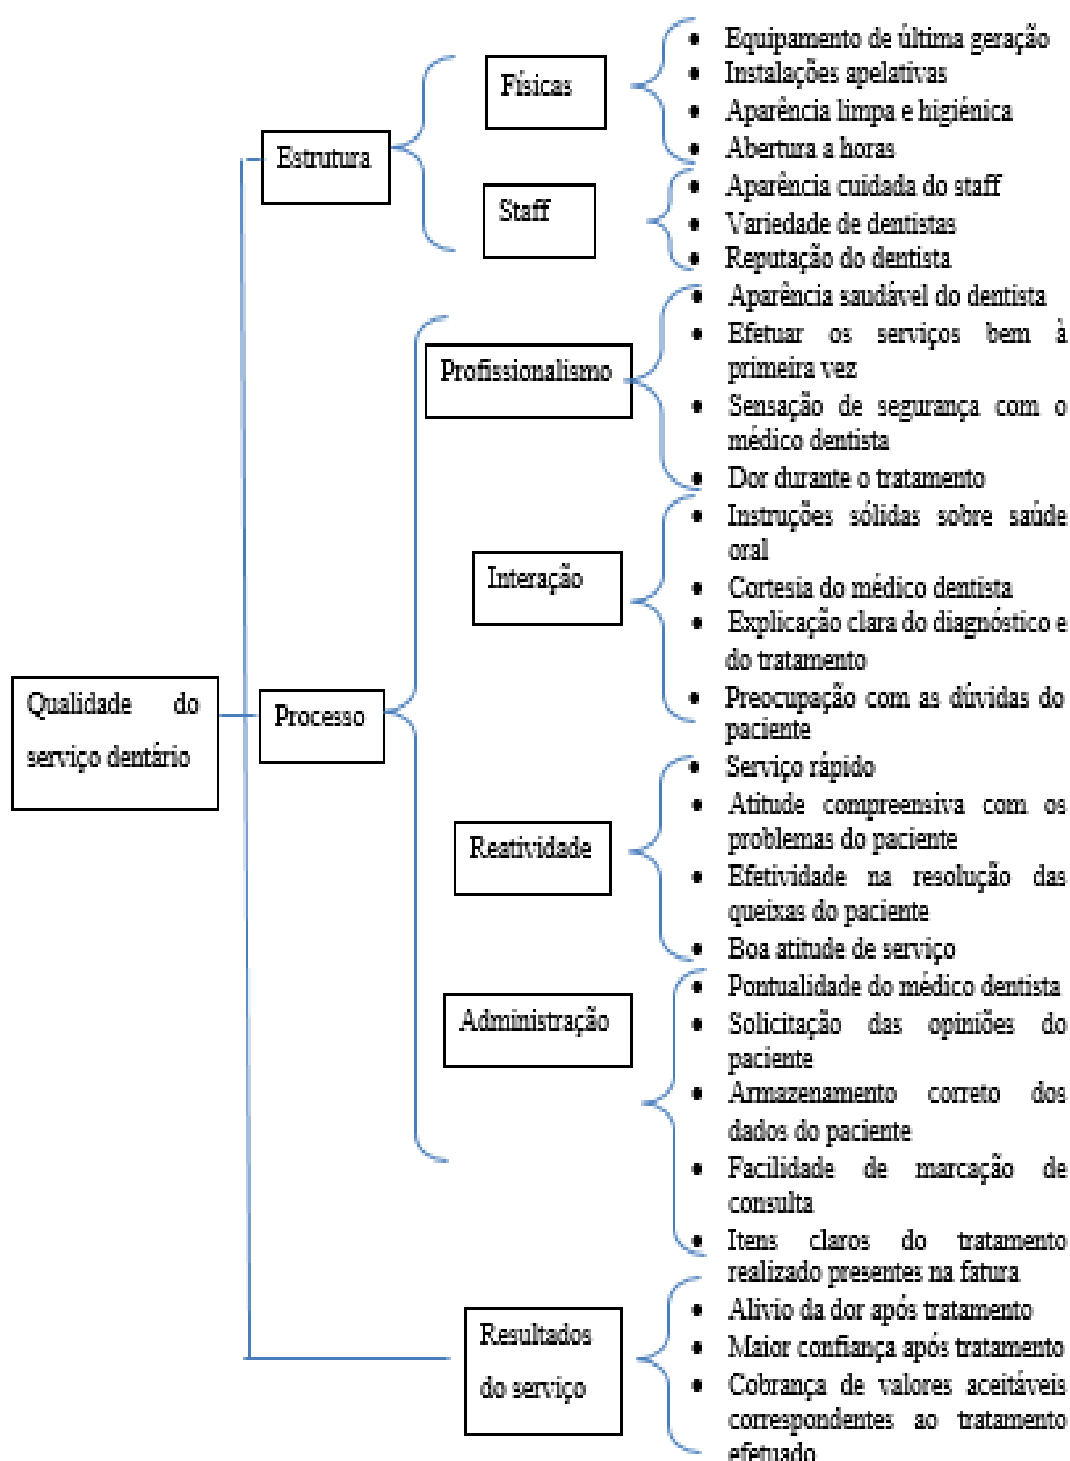 Qualidade do
serviço dentário
Estrutura
Físicas
• Equipamento de última geração
• Instalações apelativas
• Aparência limpa e higiénica
• Abertura a horas
Staff
• Aparência cuidada do staff
• Variedade de dentistas
• Reputação do dentista
Processo
Profissionalismo
• Aparência saudável do dentista
• Efetuar os serviços bem à
primeira vez
• Sensação de segurança com o
médico dentista
• Dor durante o tratamento
Interação
• Instruções sólidas sobre saúde
oral
• Cortesia do médico dentista
• Explicação clara do diagnóstico e
do tratamento
• Preocupação com as dúvidas do
paciente
Reatividade
• Serviço rápido
• Atitude compreensiva com os
problemas do paciente
• Efetividade na resolução das
queixas do paciente
• Boa atitude de serviço
Administração
• Pontualidade do médico dentista
• Solicitação das opiniões do
paciente
• Armazenamento correto dos
dados do paciente
• Facilidade de marcação de
consulta
• Itens claros do tratamento
realizado presentes na fatura
Resultados
do serviço
• Alívio da dor após tratamento
• Maior confiança após tratamento
• Cobrança de valores aceitáveis
correspondentes ao tratamento
efetuado